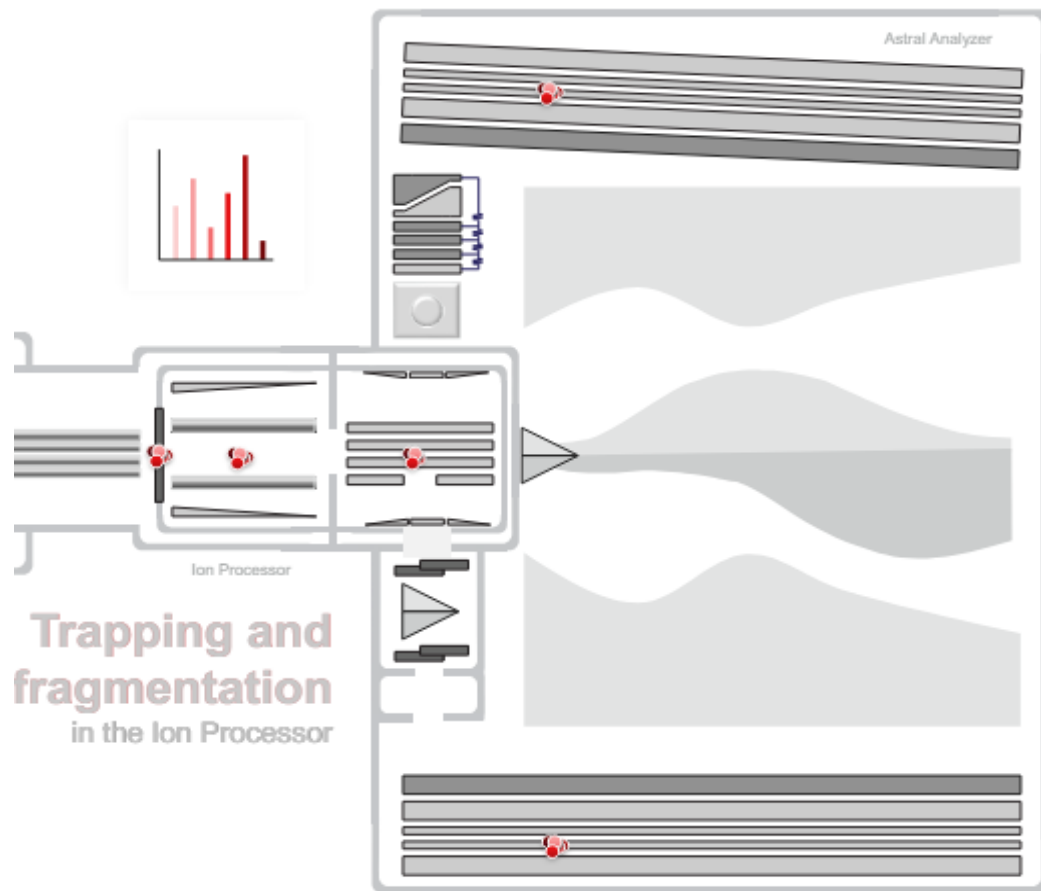 Astral Analyzer
Ion Processor
Trapping and
fragmentation
in the Ion Processor